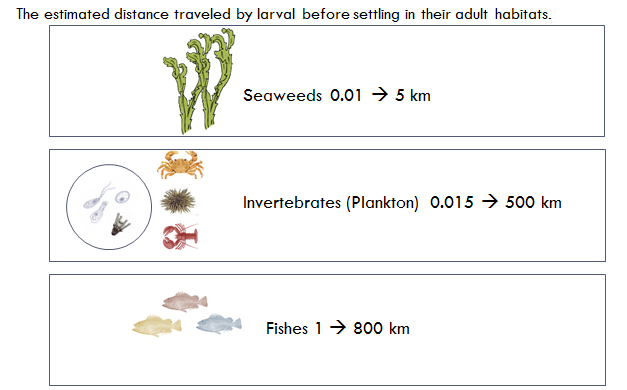 The estimated distance traveled by larval before settling in their adult habitats.
Seaweeds 0.01 → 5 km
Invertebrates (Plankton) 0.015 → 500 km
Fishes 1 → 800 km